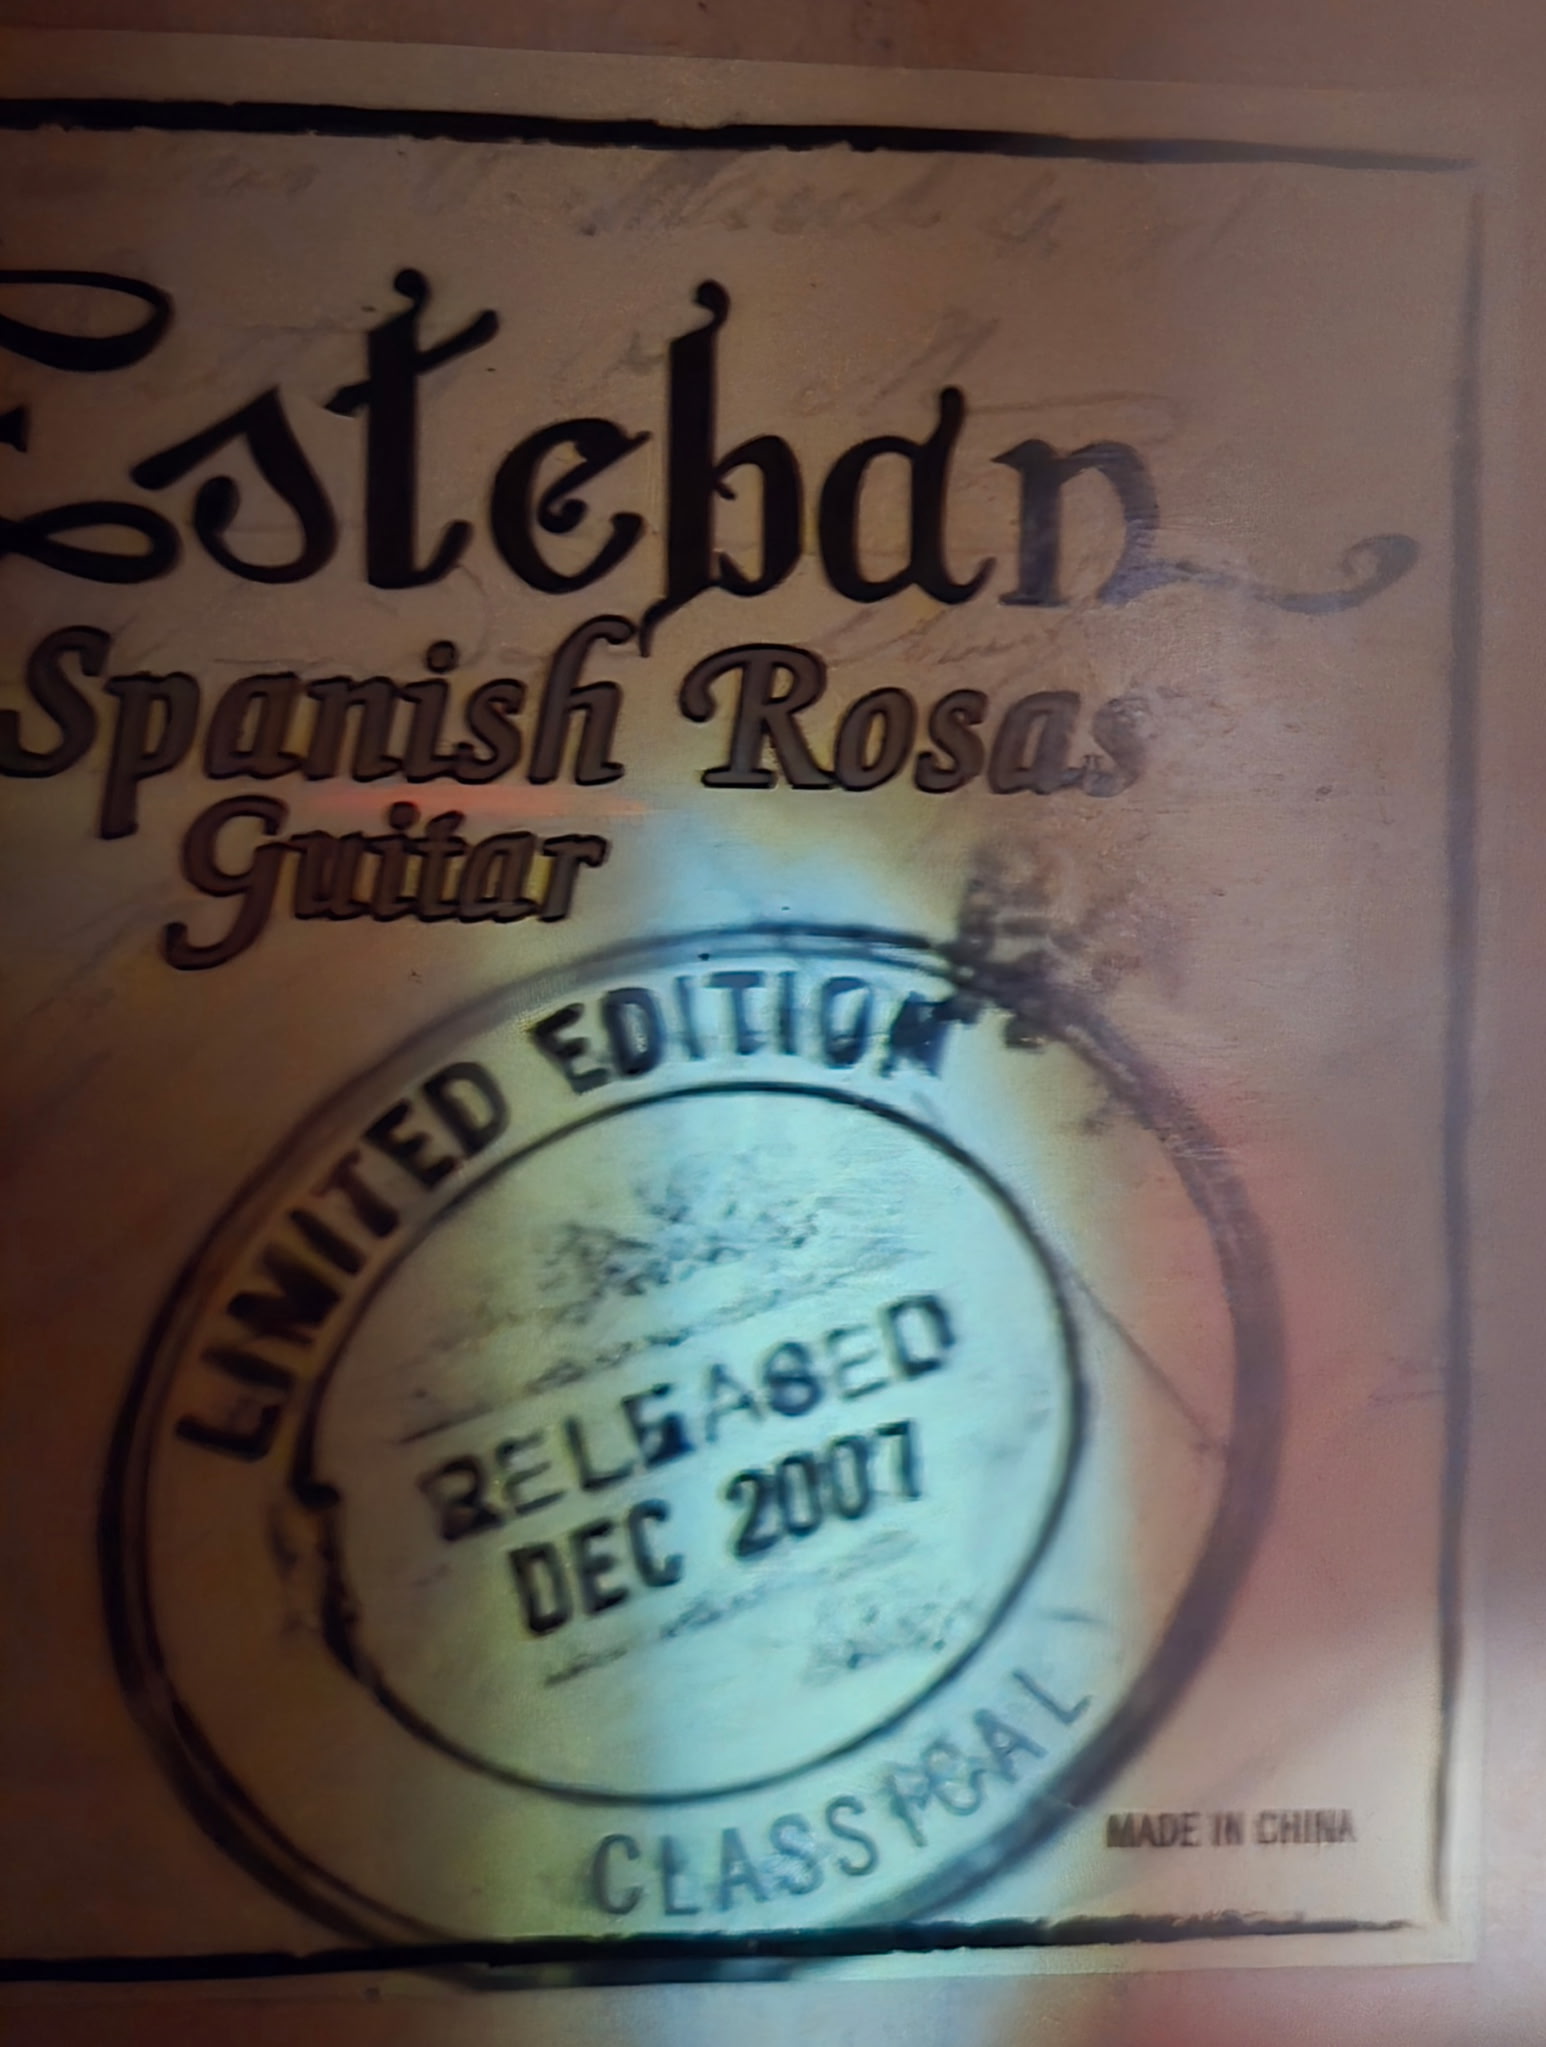 Esteban
Spanish Rosas
Guitar
LIMITED EDITION
RELEASED
DEC 2007
CLASSICAL
MADE IN CHINA